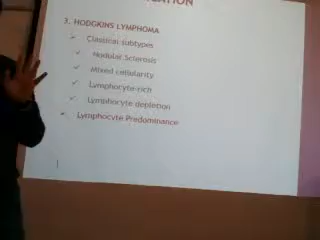 3. HODGKINS LYMPHOMA
Classical subtypes
Nodular Sclerosis
Mixed cellularity
Lymphocyte-rich
Lymphocyte depletion
Lymphocyte Predominance